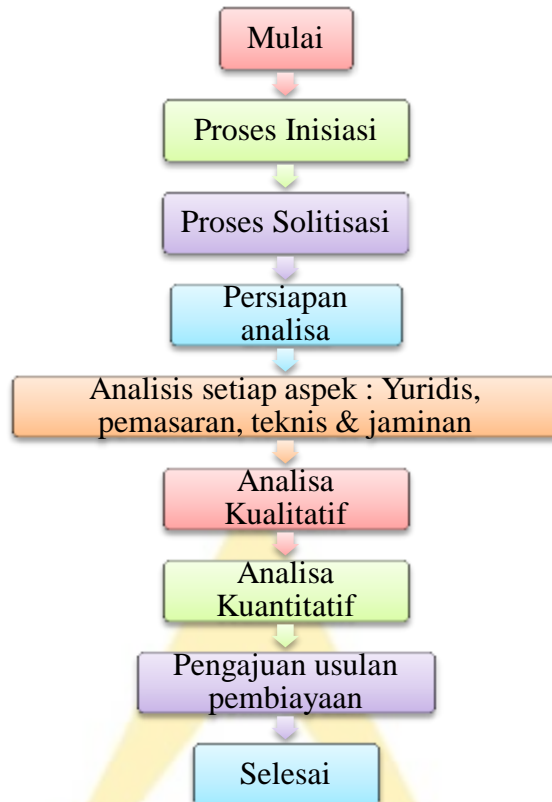 Mulai
Proses Inisiasi
Proses Solitisasi
Persiapan
analisa
Analisis setiap aspek : Yuridis,
pemasaran, teknis & jaminan
Analisa
Kualitatif
Analisa
Kuantitatif
Pengajuan usulan
pembiayaan
Selesai